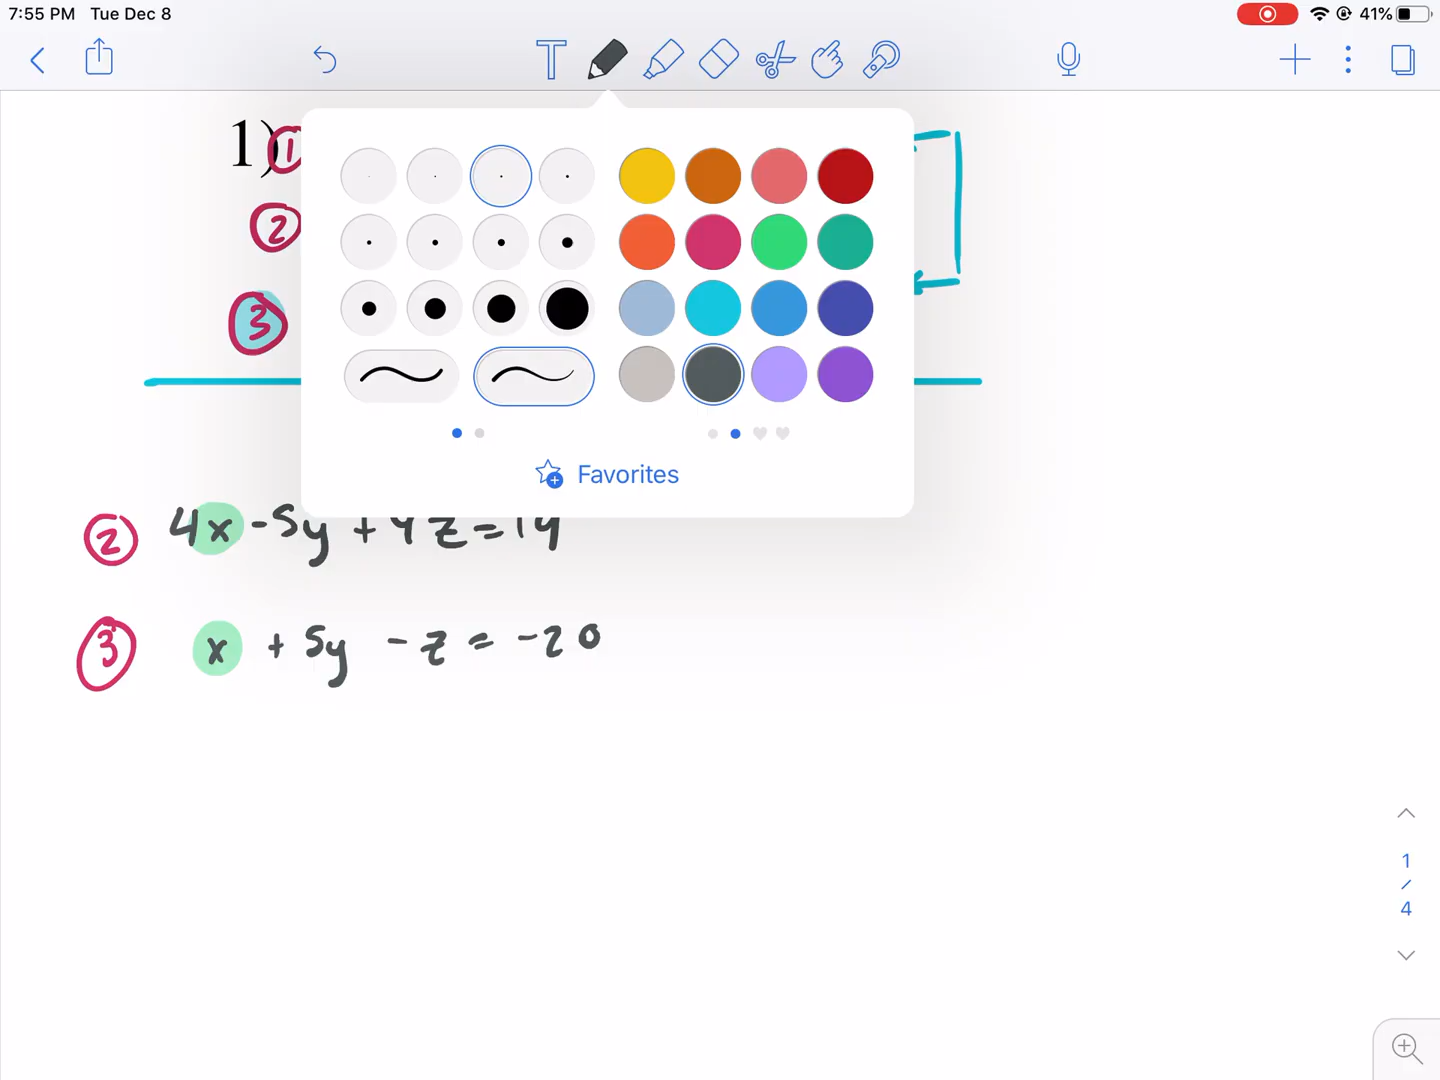 7:55 PM Tue Dec 8 41%
T
1) 1
2
3
Favorites
2 4x - 5y + 4z = 19
3 x + 5y - z = -20
1
/
4